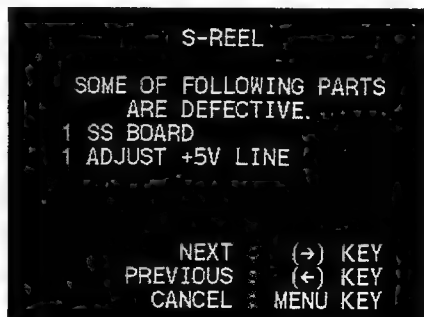 S-REEL
SOME OF FOLLOWING PARTS
ARE DEFECTIVE.
1 SS BOARD
1 ADJUST +5V LINE
NEXT : (→) KEY
PREVIOUS : (←) KEY
CANCEL : MENU KEY